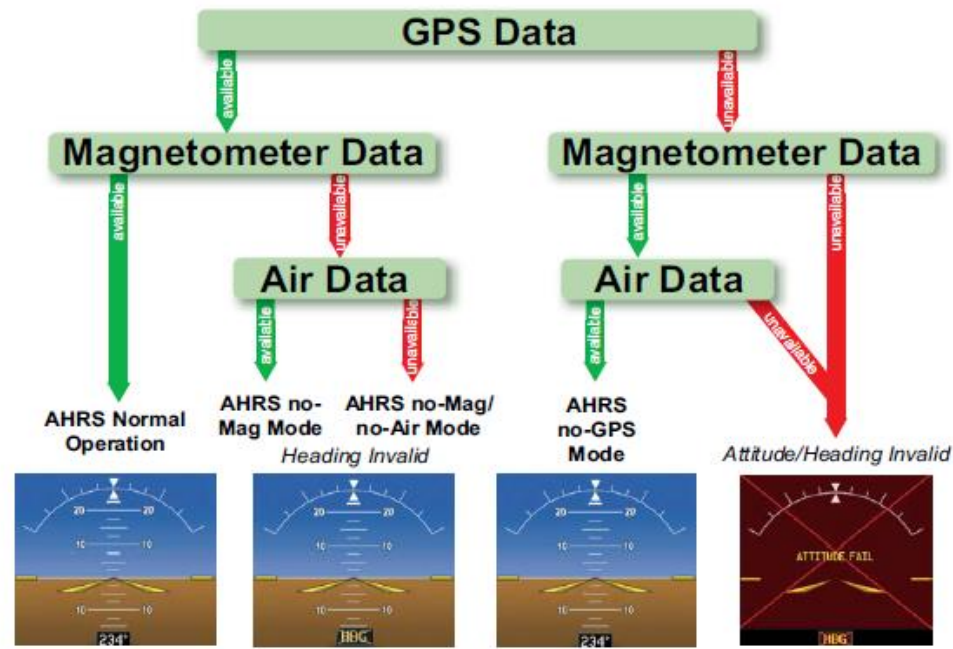 GPS Data
available
unavailable
Magnetometer Data
Magnetometer Data
available
unavailable
available
unavailable
Air Data
Air Data
available
unavailable
available
unavailable
AHRS Normal
Operation
AHRS no-
Mag Mode
AHRS no-Mag/
no-Air Mode
Heading Invalid
AHRS
no-GPS
Mode
Attitude/Heading Invalid
20 20
10 10
10 10
234°
20 20
10 10
10 10
HDG
20 20
10 10
10 10
234°
ATTITUDE FAIL
HDG